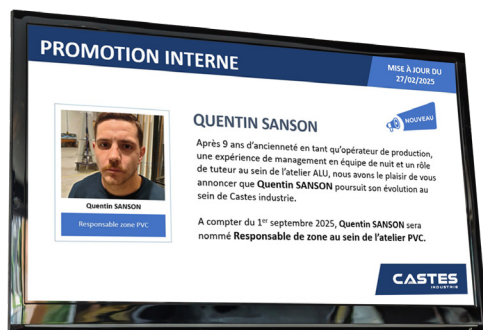 PROMOTION INTERNE
MISE À JOUR DU
27/02/2025
QUENTIN SANSON
NOUVEAU
Après 9 ans d'ancienneté en tant qu'opérateur de production,
une expérience de management en équipe de nuit et un rôle
de tuteur au sein de l'atelier ALU, nous avons le plaisir de vous
annoncer que Quentin SANSON poursuit son évolution au
sein de Castes industrie.
Quentin SANSON
Responsable zone PVC
A compter du 1er septembre 2025, Quentin SANSON sera
nommé Responsable de zone au sein de l'atelier PVC.
CASTES
INDUSTRIE